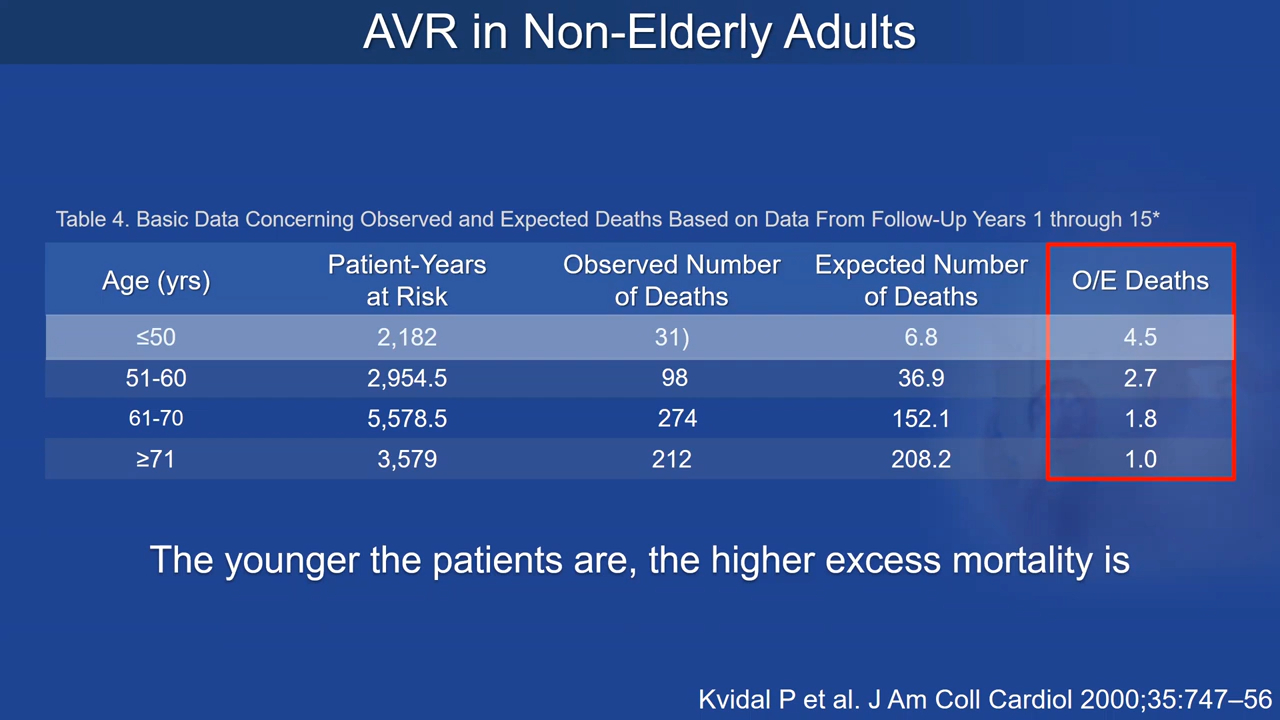 AVR in Non-Elderly Adults
Table 4. Basic Data Concerning Observed and Expected Deaths Based on Data From Follow-Up Years 1 through 15*
Age (yrs) Patient-Years at Risk Observed Number of Deaths Expected Number of Deaths O/E Deaths
≤50 2,182 31) 6.8 4.5
51-60 2,954.5 98 36.9 2.7
61-70 5,578.5 274 152.1 1.8
≥71 3,579 212 208.2 1.0
The younger the patients are, the higher excess mortality is
Kvidal P et al. J Am Coll Cardiol 2000;35:747–56